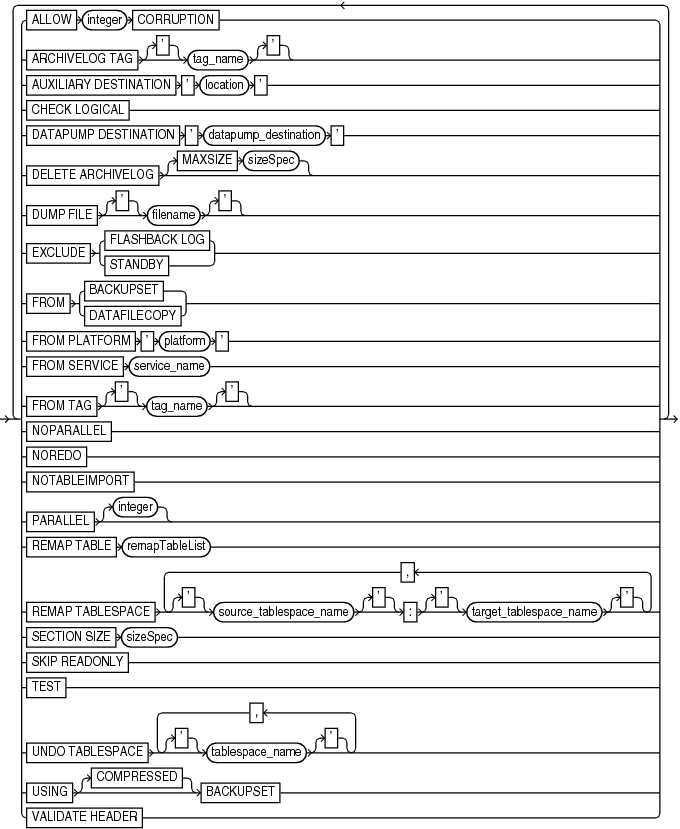 ALLOW integer CORRUPTION
ARCHIVELOG TAG ' tag_name '
AUXILIARY DESTINATION ' location '
CHECK LOGICAL
DATAPUMP DESTINATION ' datapump_destination '
DELETE ARCHIVELOG MAXSIZE sizeSpec
DUMP FILE ' filename '
EXCLUDE FLASHBACK LOG
STANDBY
FROM BACKUPSET
DATAFILECOPY
FROM PLATFORM ' platform '
FROM SERVICE service_name
FROM TAG ' tag_name '
NOPARALLEL
NOREDO
NOTABLEIMPORT
PARALLEL integer
REMAP TABLE remapTableList
,
REMAP TABLESPACE ' source_tablespace_name ' : ' target_tablespace_name '
SECTION SIZE sizeSpec
SKIP READONLY
TEST
,
UNDO TABLESPACE ' tablespace_name '
USING COMPRESSED BACKUPSET
VALIDATE HEADER